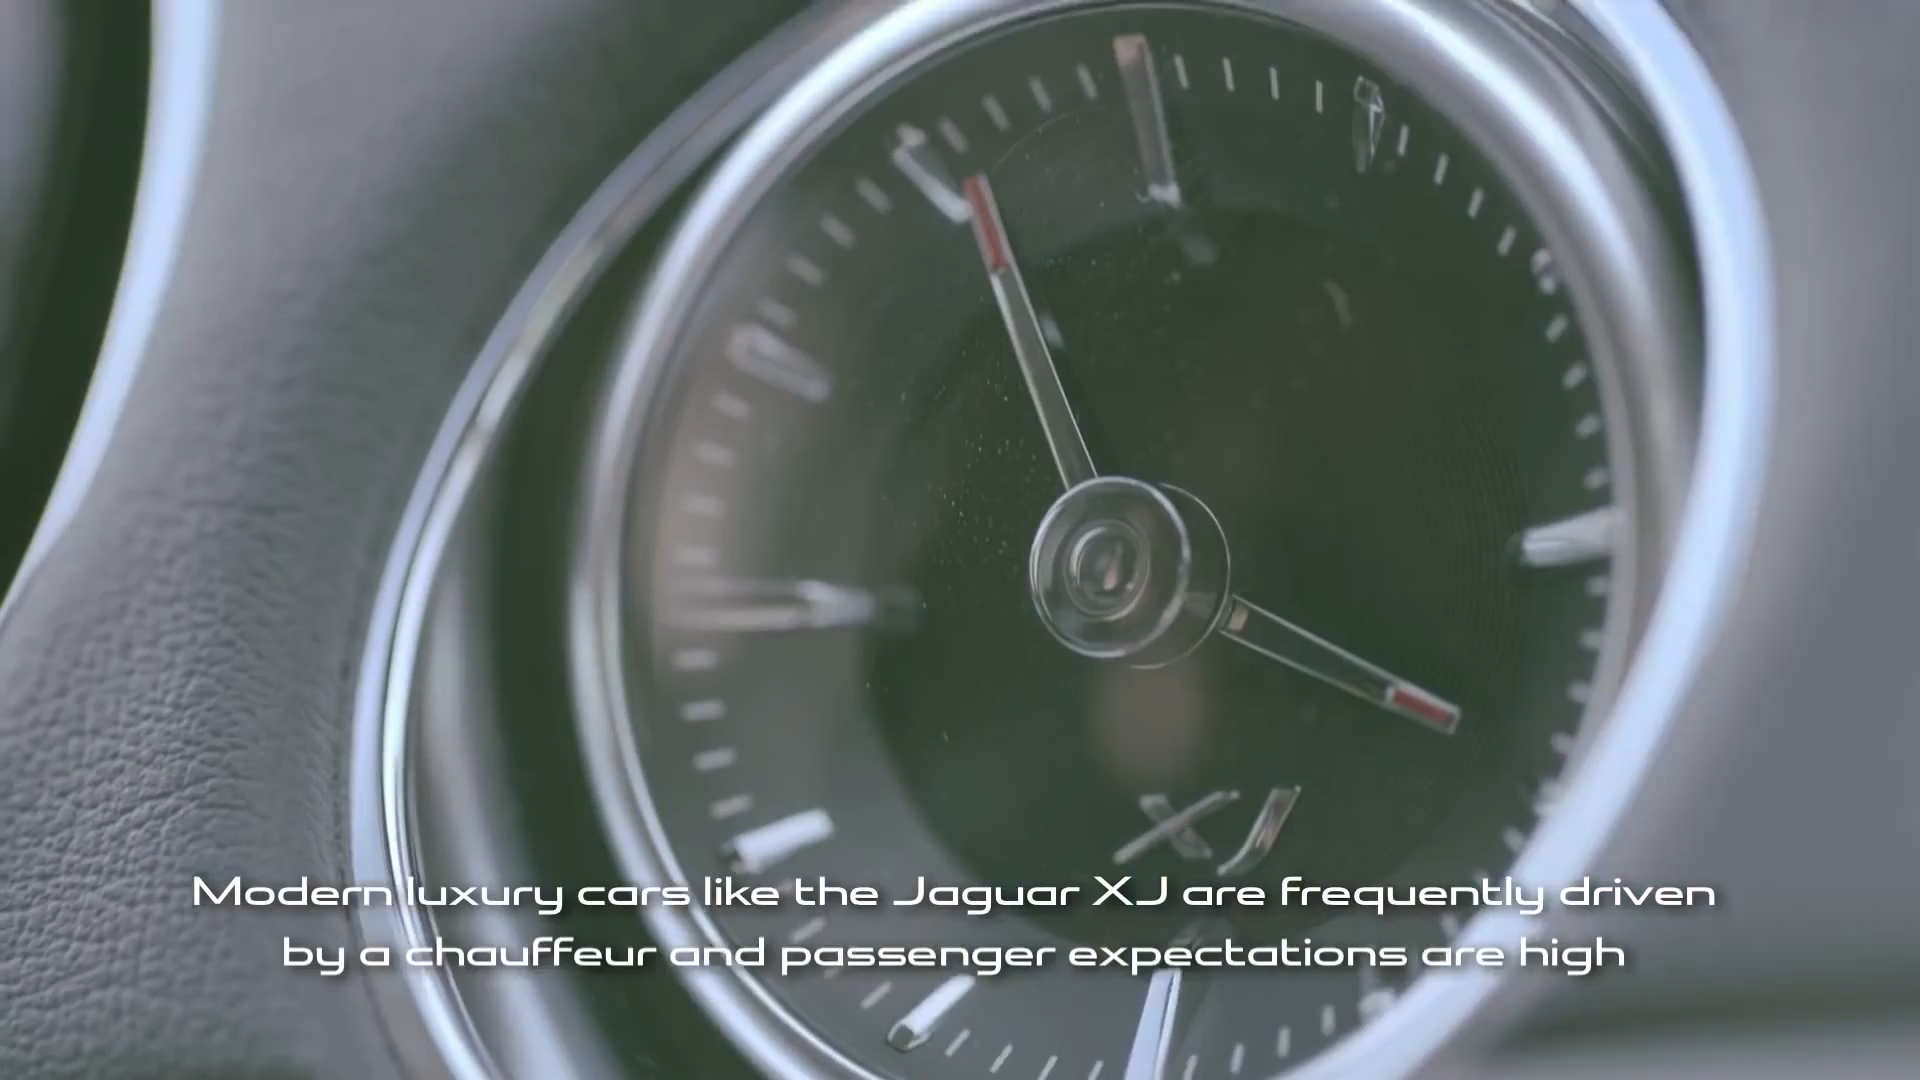 XJ
Modern luxury cars like the Jaguar XJ are frequently driven
by a chauffeur and passenger expectations are high